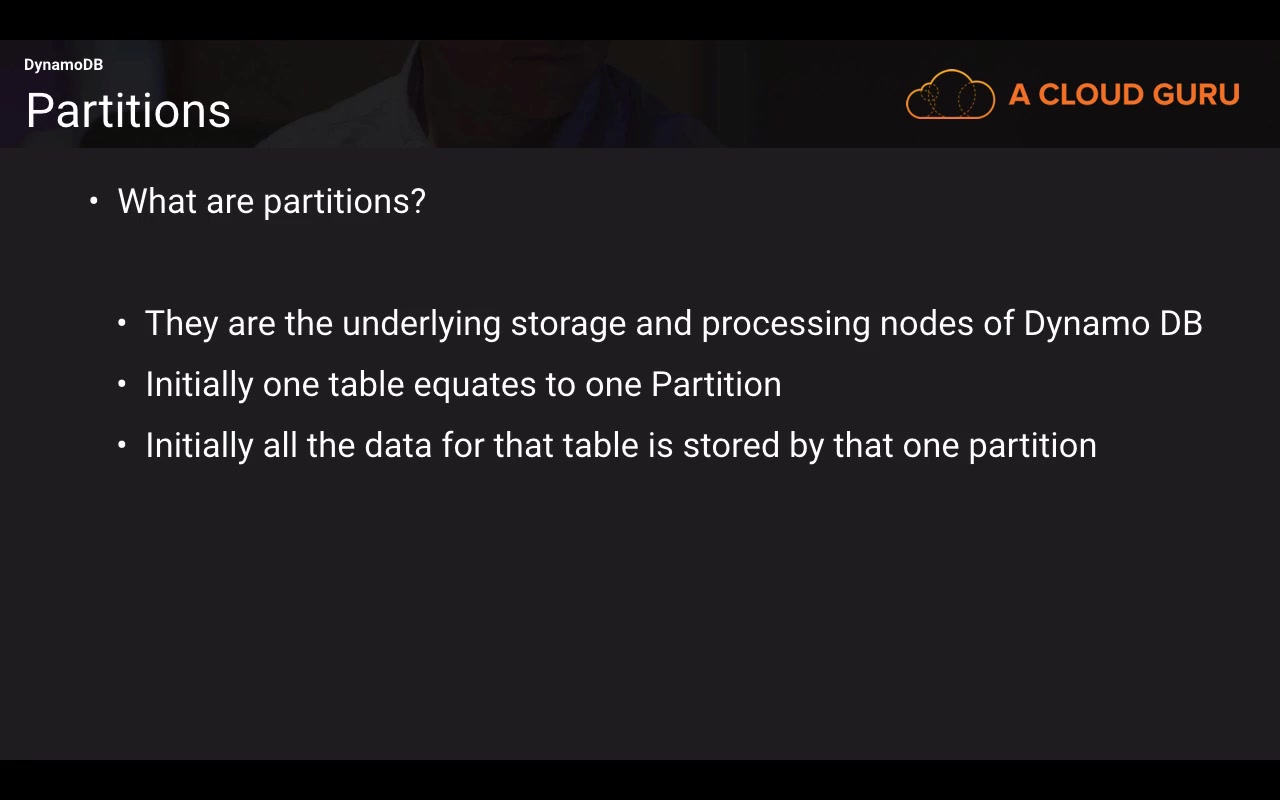 DynamoDB
Partitions
A CLOUD GURU
• What are partitions?
• They are the underlying storage and processing nodes of Dynamo DB
• Initially one table equates to one Partition
• Initially all the data for that table is stored by that one partition